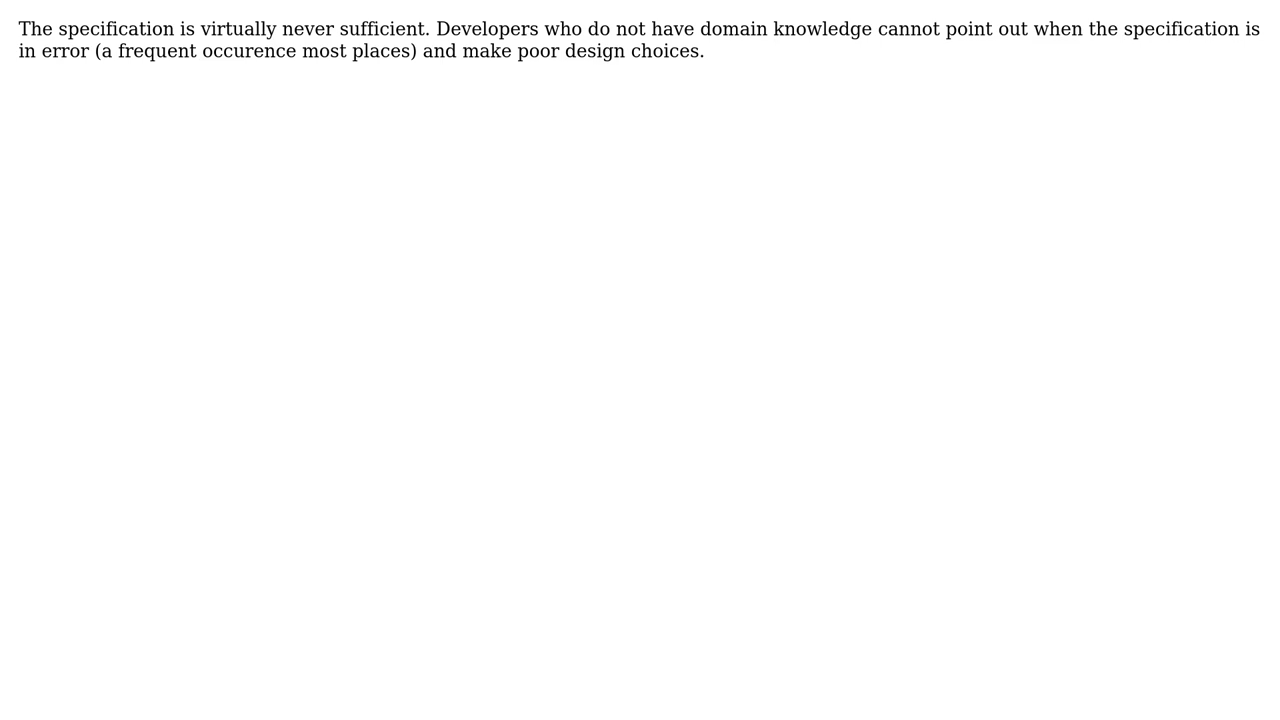 The specification is virtually never sufficient. Developers who do not have domain knowledge cannot point out when the specification is
in error (a frequent occurence most places) and make poor design choices.